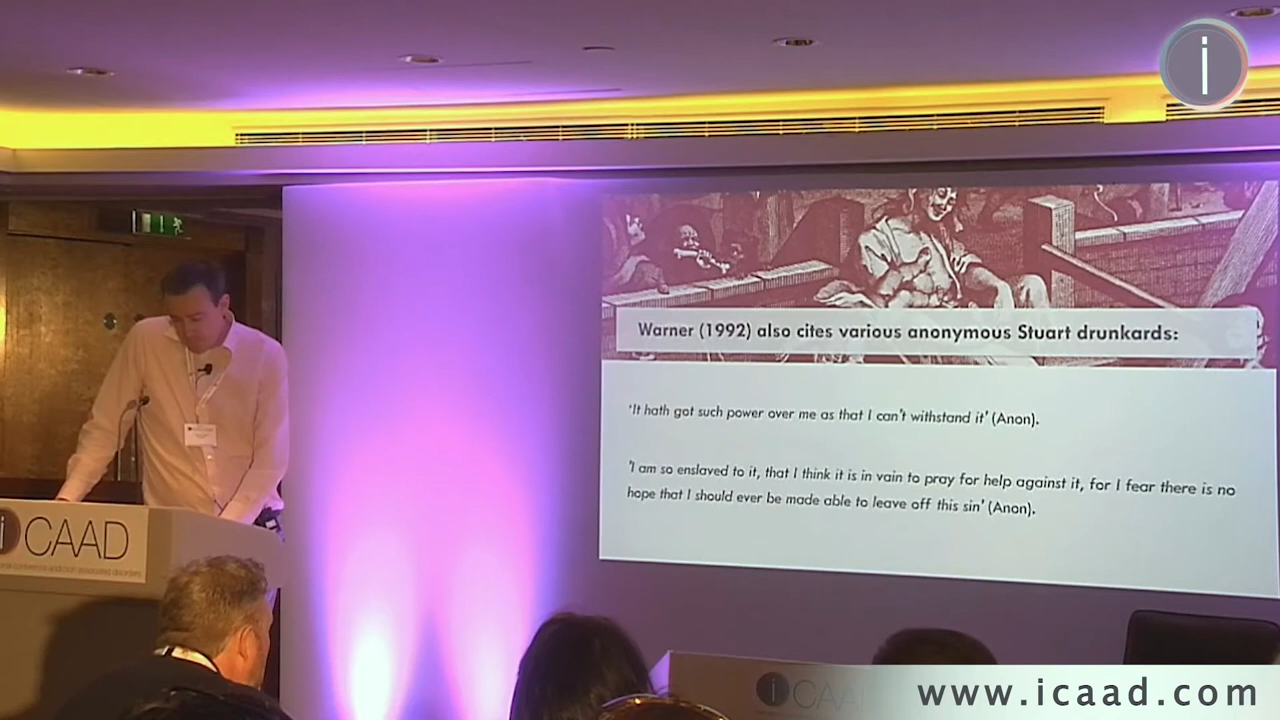 i
Warner (1992) also cites various anonymous Stuart drunkards:
'It hath got such power over me as that I can't withstand it' (Anon).
'I am so enslaved to it, that I think it is in vain to pray for help against it, for I fear there is no
hope that I should ever be made able to leave off this sin' (Anon).
i CAAD
i CAAD
www.icaad.com